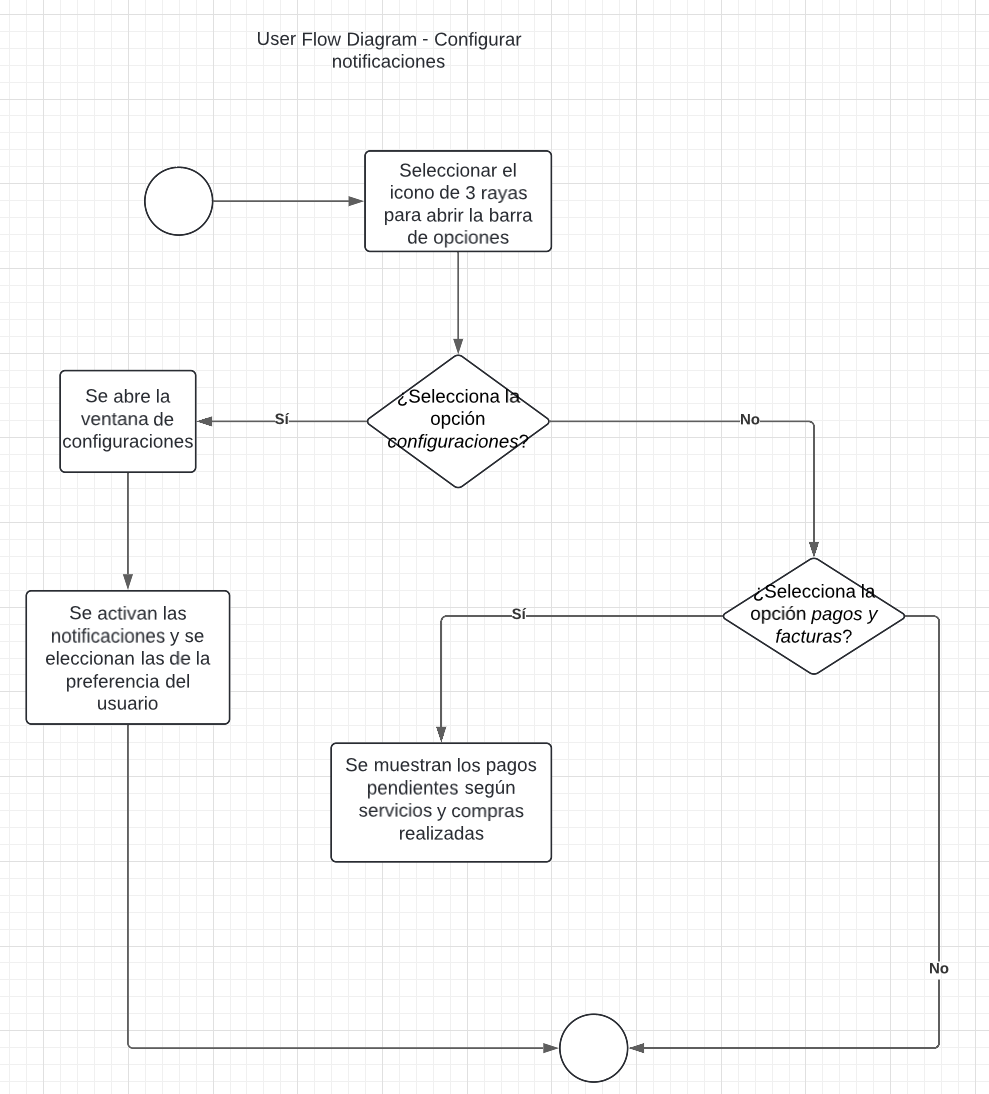 User Flow Diagram - Configurar
notificaciones
Seleccionar el
icono de 3 rayas
para abrir la barra
de opciones
¿Selecciona la
opción
configuraciones?
Sí
No
Se abre la
ventana de
configuraciones
¿Selecciona la
opción pagos y
facturas?
Sí
Se activan las
notificaciones y se
eleccionan las de la
preferencia del
usuario
Se muestran los pagos
pendientes según
servicios y compras
realizadas
No